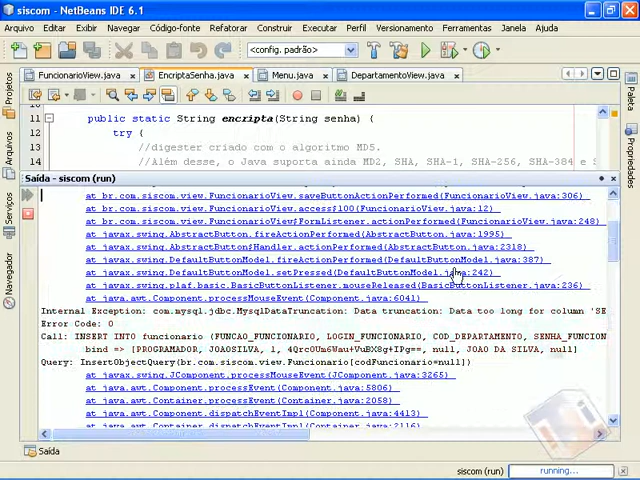 siscom - NetBeans IDE 6.1
Arquivo Editar Exibir Navegar Código-fonte Refatorar Construir Executar Perfil Versionamento Ferramentas Janela Ajuda
<config. padrão>
FuncionarioView.java EncriptaSenha.java Menu.java DepartamentoView.java
Projetos
Arquivos
Serviços
Navegador
Paleta
Propriedades
11 public static String encripta(String senha) {
12 try {
13 //digester criado com o algoritmo MD5.
14 //Além desse, o Java suporta ainda MD2, SHA, SHA-1, SHA-256, SHA-384 e S
Saída - siscom (run)
at br.com.siscom.view.FuncionarioView.saveButtonActionPerformed(FuncionarioView.java:306)
at br.com.siscom.view.FuncionarioView.access$100(FuncionarioView.java:12)
at br.com.siscom.view.FuncionarioView$FormListener.actionPerformed(FuncionarioView.java:248)
at javax.swing.AbstractButton.fireActionPerformed(AbstractButton.java:1995)
at javax.swing.AbstractButton$Handler.actionPerformed(AbstractButton.java:2318)
at javax.swing.DefaultButtonModel.fireActionPerformed(DefaultButtonModel.java:387)
at javax.swing.DefaultButtonModel.setPressed(DefaultButtonModel.java:242)
at javax.swing.plaf.basic.BasicButtonListener.mouseReleased(BasicButtonListener.java:236)
at java.awt.Component.processMouseEvent(Component.java:6041)
Internal Exception: com.mysql.jdbc.MysqlDataTruncation: Data truncation: Data too long for column 'SE
Error Code: 0
Call: INSERT INTO funcionario (FUNCAO_FUNCIONARIO, LOGIN_FUNCIONARIO, COD_DEPARTAMENTO, SENHA_FUNCION
bind => [PROGRAMADOR, JOAOSILVA, 1, 4QrcOUm6Wau+VuBX8g+IPg==, null, JOAO DA SILVA, null]
Query: InsertObjectQuery(br.com.siscom.view.Funcionario[codFuncionario=null])
at javax.swing.JComponent.processMouseEvent(JComponent.java:3265)
at java.awt.Component.processEvent(Component.java:5806)
at java.awt.Container.processEvent(Container.java:2058)
at java.awt.Component.dispatchEventImpl(Component.java:4413)
at java.awt.Container.dispatchEventImpl(Container.java:2116)
Saída
siscom (run) running...